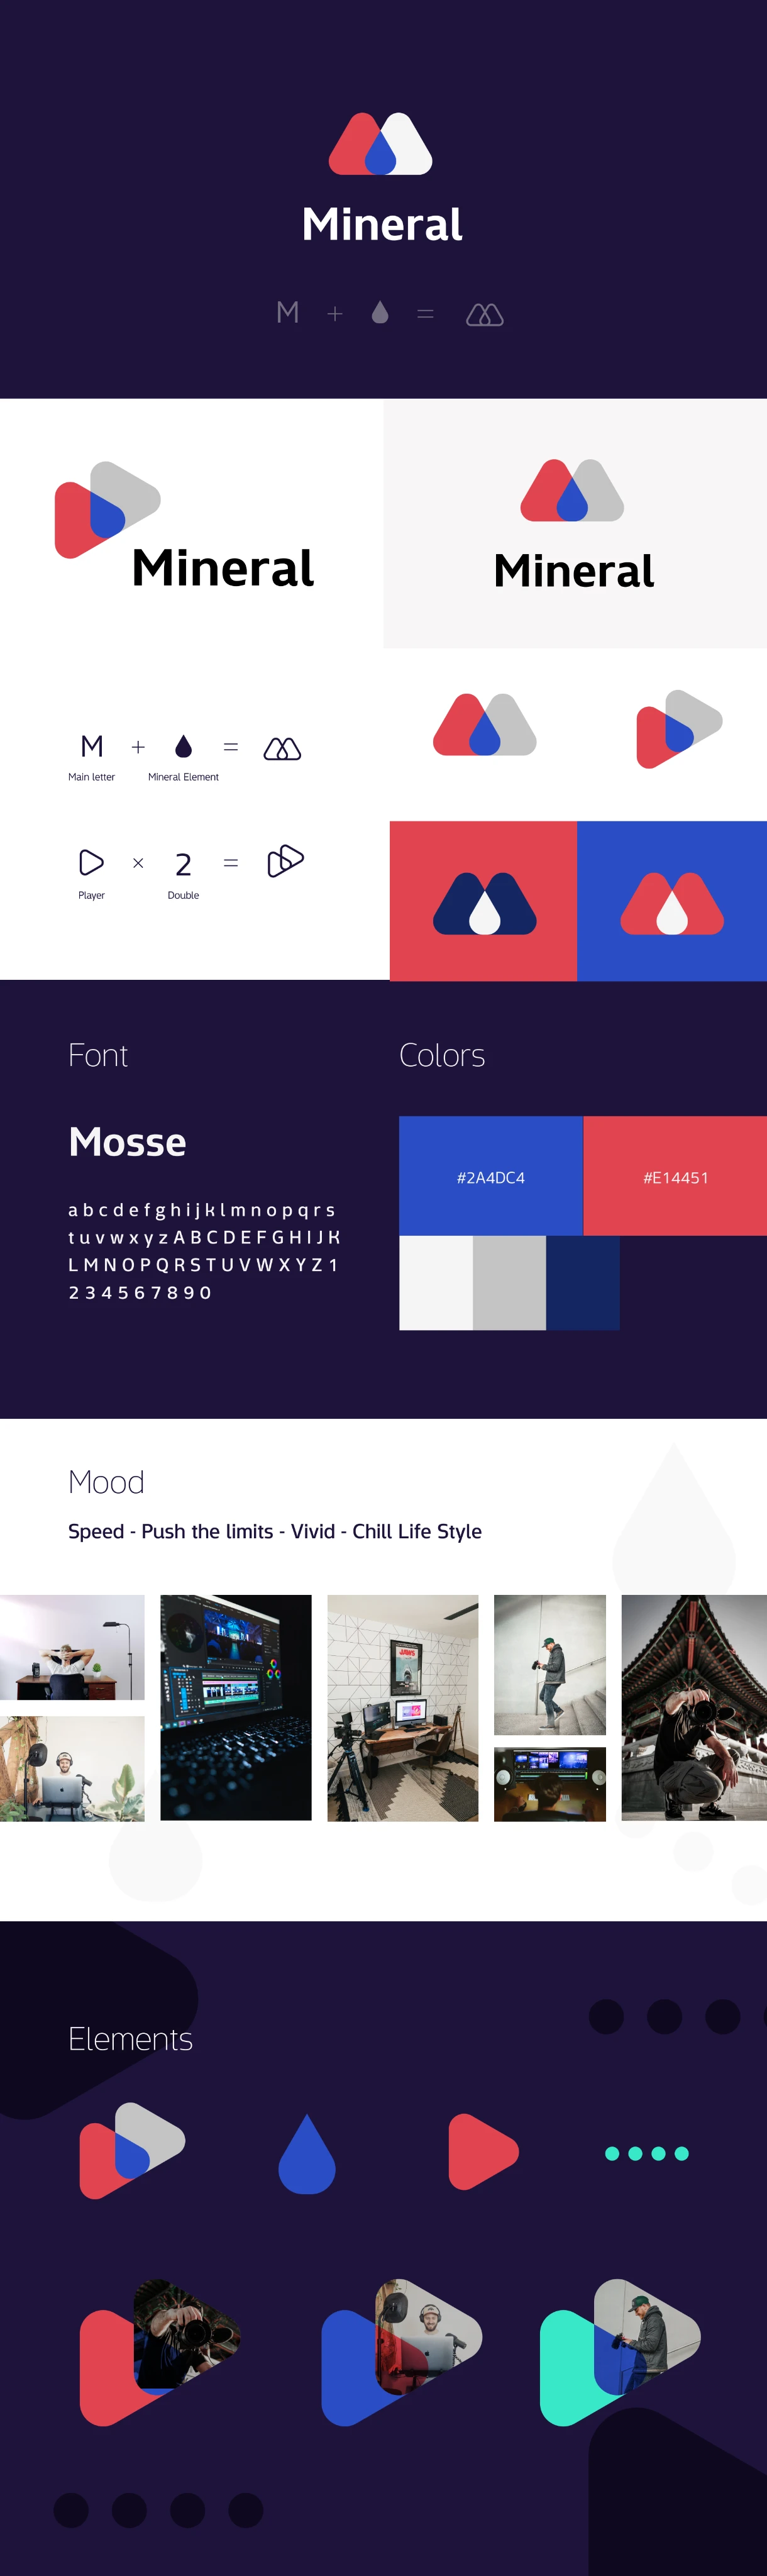 Mineral
M + =
Mineral
Mineral
M + =
Main letter Mineral Element
× 2 =
Player Double
Font
Colors
Mosse
#2A4DC4 #E14451
a b c d e f g h i j k l m n o p q r s
t u v w x y z A B C D E F G H I J K
L M N O P Q R S T U V W X Y Z 1
2 3 4 5 6 7 8 9 0
Mood
Speed - Push the limits - Vivid - Chill Life Style
JAWS
Elements